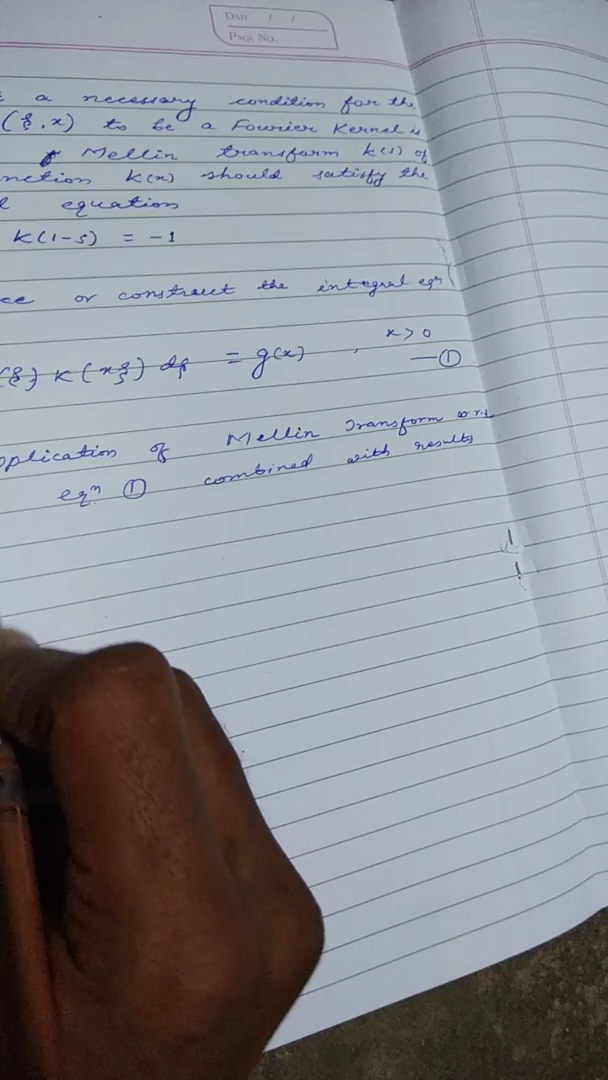 DATE / /
PAGE NO.
a necessary condition for the
(ξ.x) to be a Fourier Kernel is
Mellin transform k(s) of
nction k(x) should satisfy the
equation
K(1-s) = -1
or construct the integral eqn
K(xξ) dξ = g(x) , x>0
—①
pplication of Mellin Transform w.r.t
eqn ① combined with results